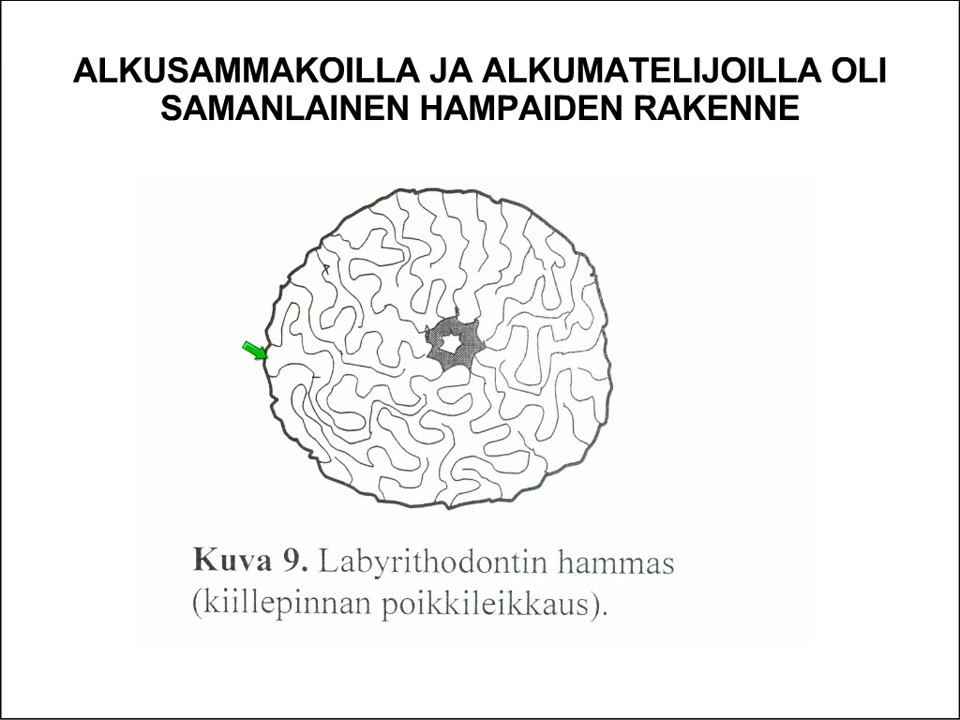 ALKUSAMMAKOILLA JA ALKUMATELIJOILLA OLI
SAMANLAINEN HAMPAIDEN RAKENNE
Kuva 9. Labyrithodontin hammas
(kiillepinnan poikkileikkaus).